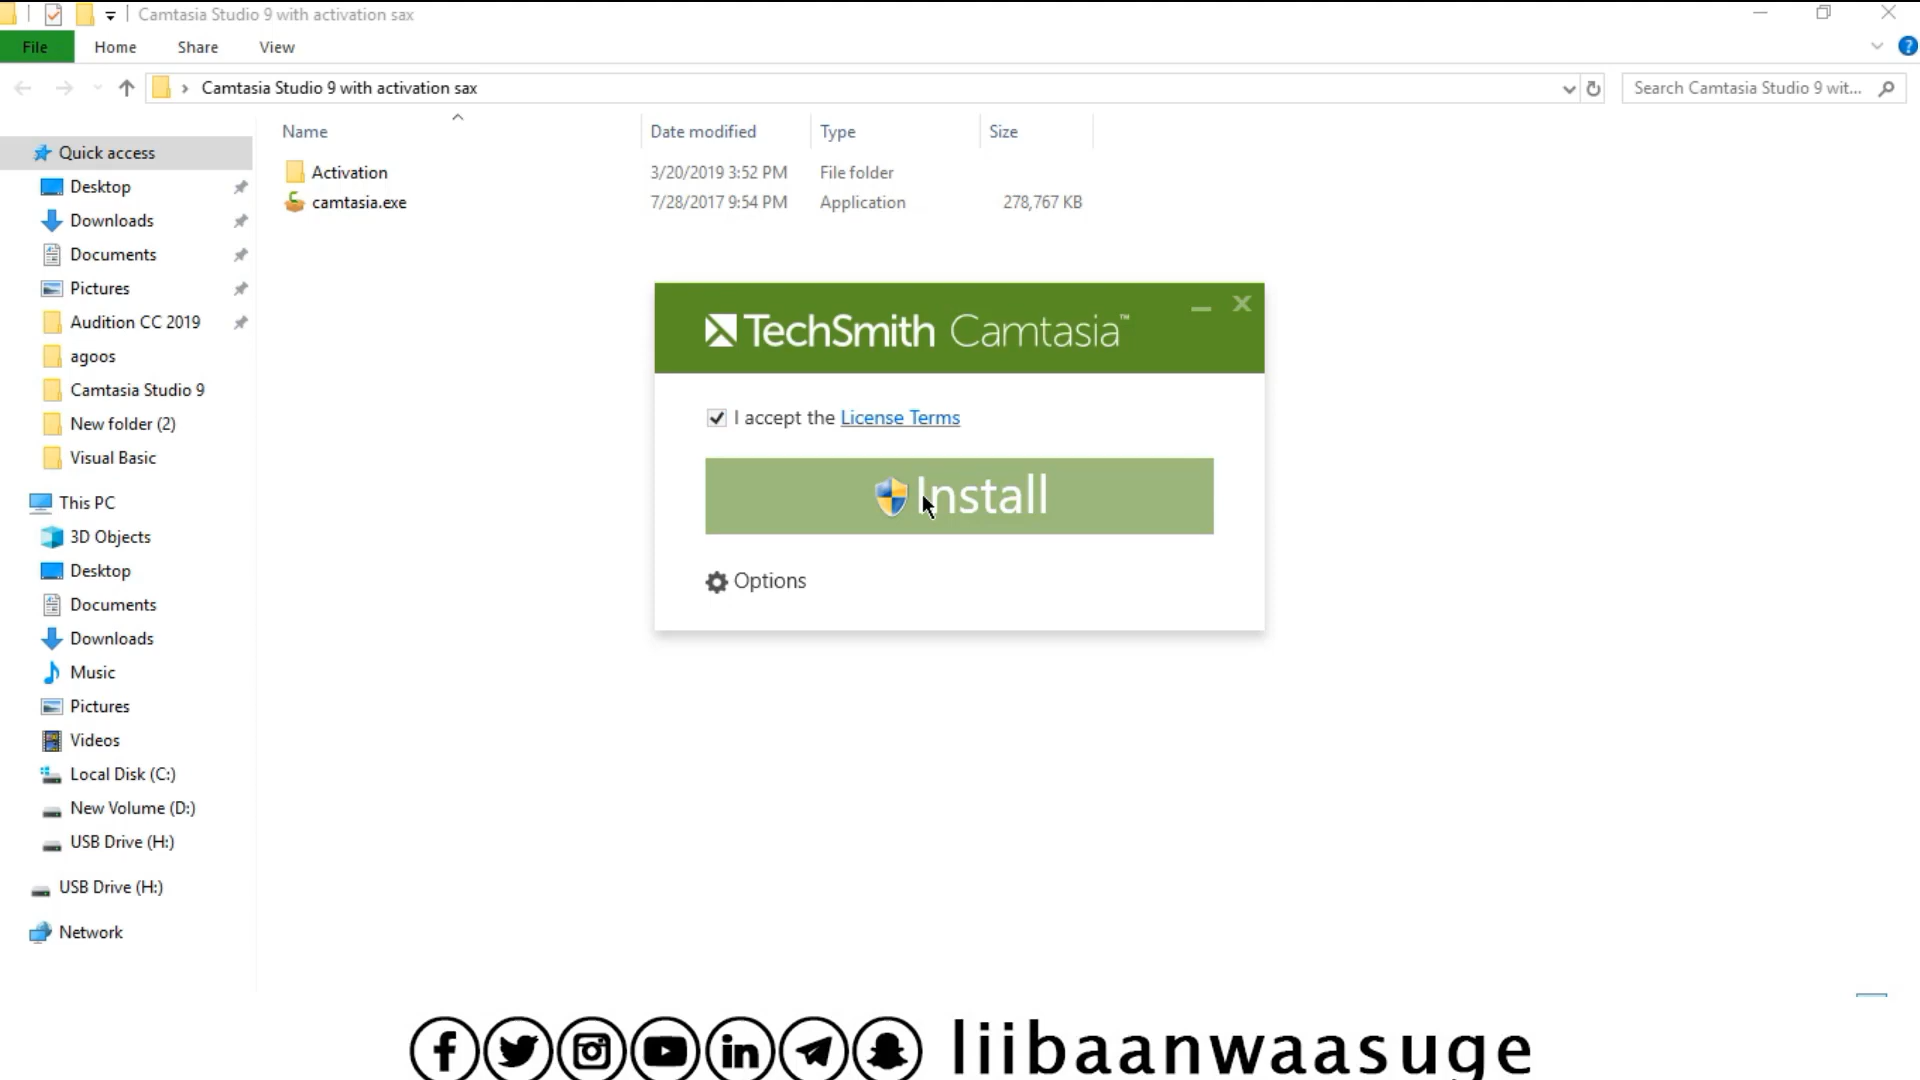 Camtasia Studio 9 with activation sax
File Home Share View
Camtasia Studio 9 with activation sax
Search Camtasia Studio 9 wit...
Name Date modified Type Size
Activation 3/20/2019 3:52 PM File folder
camtasia.exe 7/28/2017 9:54 PM Application 278,767 KB
Quick access
Desktop
Downloads
Documents
Pictures
Audition CC 2019
agoos
Camtasia Studio 9
New folder (2)
Visual Basic
This PC
3D Objects
Desktop
Documents
Downloads
Music
Pictures
Videos
Local Disk (C:)
New Volume (D:)
USB Drive (H:)
USB Drive (H:)
Network
TechSmith Camtasia™
I accept the License Terms
Install
Options
liibaanwaasuge